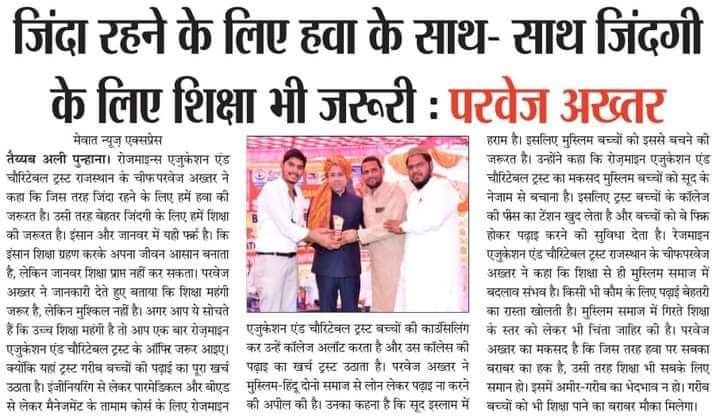 जिंदा रहने के लिए हवा के साथ- साथ जिंदगी
के लिए शिक्षा भी जरूरी : परवेज अख्तर
मेवात न्यूज् एक्सप्रेस
तैय्यब अली पुन्हाना। रोजमाइन्स एजुकेशन एंड
चौरिटेबल ट्रस्ट राजस्थान के चीफ परवेज अख्तर ने
कहा कि जिस तरह जिंदा रहने के लिए हमें हवा की
जरूरत है। उसी तरह बेहतर जिंदगी के लिए हमें शिक्षा
की जरूरत है। इंसान और जानवर में यही फर्क है। कि
इंसान शिक्षा ग्रहण करके अपना जीवन आसान बनाता
है, लेकिन जानवर शिक्षा प्राप्त नहीं कर सकता। परवेज
अख्तर ने जानकारी देते हुए बताया कि शिक्षा महंगी
जरूर है, लेकिन मुश्किल नहीं है। अगर आप ये सोचते
हैं कि उच्च शिक्षा महंगी है तो आप एक बार रोज़माइन
एजुकेशन एंड चौरिटेबल ट्रस्ट के ऑफिर जरूर आइए।
क्योंकि यहां ट्रस्ट गरीब बच्चों की पढ़ाई का पूरा खर्च
उठाता है। इंजीनियरिंग से लेकर पारमेडिकल और बीएड
से लेकर मैनेजमेंट के तामाम कोर्स के लिए रोजमाइन
एजुकेशन एंड चौरिटेबल ट्रस्ट बच्चों की काउंसिलिंग
कर उन्हें कॉलेज अलॉट करता है और उस कॉलेस की
पढ़ाइ का खर्च ट्रस्ट उठाता है। परवेज अख्तर ने
मुस्लिम-हिंदू दोनो समाज से लोन लेकर पढ़ाइ ना करने
की अपील की है। उनका कहना है कि सूद इस्लाम में
हराम है। इसलिए मुस्लिम बच्चों को इससे बचने की
जरूरत है। उन्होंने कहा कि रोज़माइन एजुकेशन एंड
चौरिटेबल ट्रस्ट का मकसद मुस्लिम बच्चों को सूद के
नेजाम से बचाना है। इसलिए ट्रस्ट बच्चों के कॉलेज
की फीस का टेंशन खुद लेता है और बच्चों को बे फिक्र
होकर पढ़ाइ करने की सुविधा देता है। रेजमाइन
एजुकेशन एंड चौरिटेबल ट्रस्ट राजस्थान के चीफ परवेज
अख्तर ने कहा कि शिक्षा से ही मुस्लिम समाज में
बदलाव संभव है। किसी भी कौम के लिए पढ़ाई बेहतरी
का रास्ता खोलती है। मुस्लिम समाज में गिरते शिक्षा
के स्तर को लेकर भी चिंता जाहिर की है। परवेज
अख्तर का मकसद है कि जिस तरह हवा पर सबका
बराबर का हक है, उसी तरह शिक्षा भी सबके लिए
समान हो। इसमें अमीर-गरीब का भेदभाव न हो। गरीब
बच्चों को भी शिक्षा पाने का बराबर मौका मिलेगा।